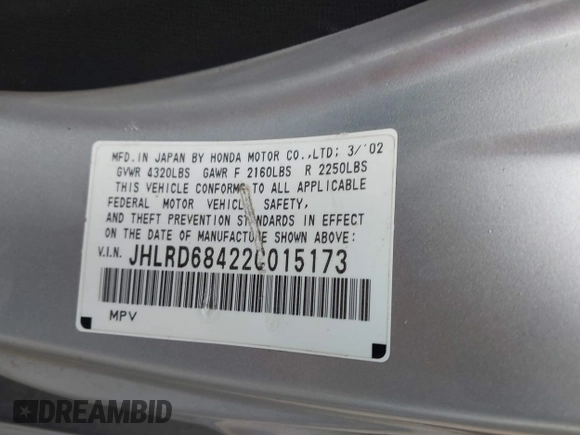 MFD. IN JAPAN BY HONDA MOTOR CO.,LTD: 3/'02
GVWR 4320LBS GAWR F 2160LBS R 2250LBS
THIS VEHICLE CONFORMS TO ALL APPLICABLE
FEDERAL MOTOR VEHICLE SAFETY,
AND THEFT PREVENTION STANDARDS IN EFFECT
ON THE DATE OF MANUFACTURE SHOWN ABOVE:
V.I.N. JHLRD68422C015173
MPV
DREAMBID